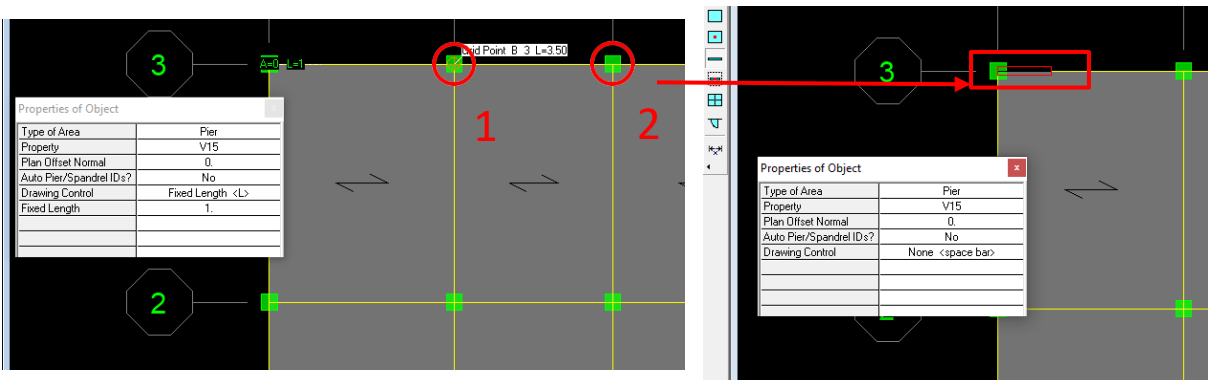 3
A=0 L=1
Grid Point B 3 L=3.50
1
2
Properties of Object
x
Type of Area Pier
Property V15
Plan Offset Normal 0.
Auto Pier/Spandrel IDs? No
Drawing Control Fixed Length <L>
Fixed Length 1.
2
3
Properties of Object
x
Type of Area Pier
Property V15
Plan Offset Normal 0.
Auto Pier/Spandrel IDs? No
Drawing Control None <space bar>